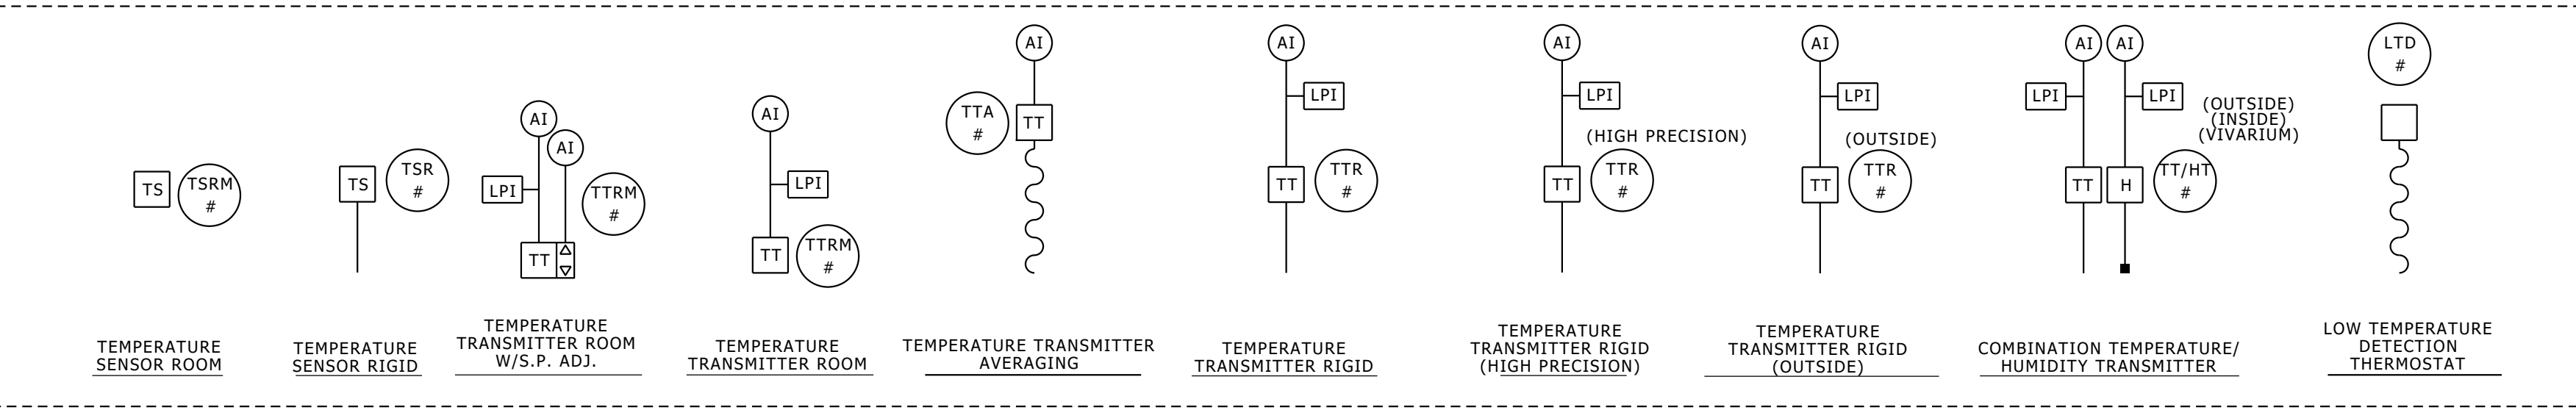 TS
TSRM
#
TEMPERATURE
SENSOR ROOM
TS
TSR
#
TEMPERATURE
SENSOR RIGID
AI
AI
LPI
TTRM
#
TT
TEMPERATURE
TRANSMITTER ROOM
W/S.P. ADJ.
AI
LPI
TT
TTRM
#
TEMPERATURE
TRANSMITTER ROOM
AI
TTA
#
TT
TEMPERATURE TRANSMITTER
AVERAGING
AI
LPI
TT
TTR
#
TEMPERATURE
TRANSMITTER RIGID
AI
LPI
(HIGH PRECISION)
TT
TTR
#
TEMPERATURE
TRANSMITTER RIGID
(HIGH PRECISION)
AI
LPI
(OUTSIDE)
TT
TTR
#
TEMPERATURE
TRANSMITTER RIGID
(OUTSIDE)
AI AI
LPI LPI
(OUTSIDE)
(INSIDE)
(VIVARIUM)
TT H
TT/HT
#
COMBINATION TEMPERATURE/
HUMIDITY TRANSMITTER
LTD
#
LOW TEMPERATURE
DETECTION
THERMOSTAT